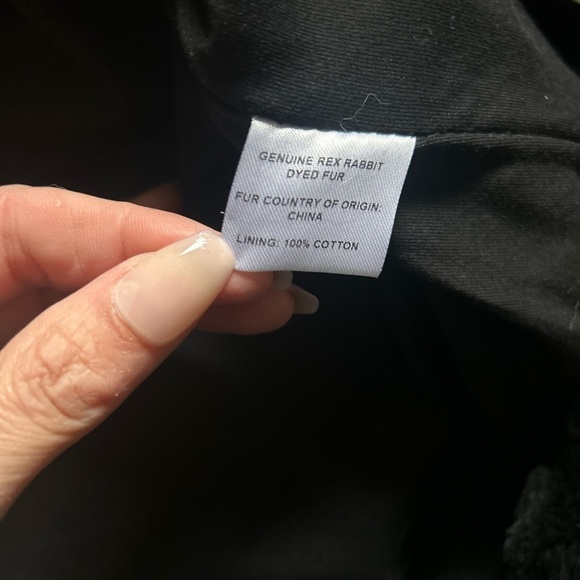 GENUINE REX RABBIT
DYED FUR
FUR COUNTRY OF ORIGIN:
CHINA
LINING: 100% COTTON